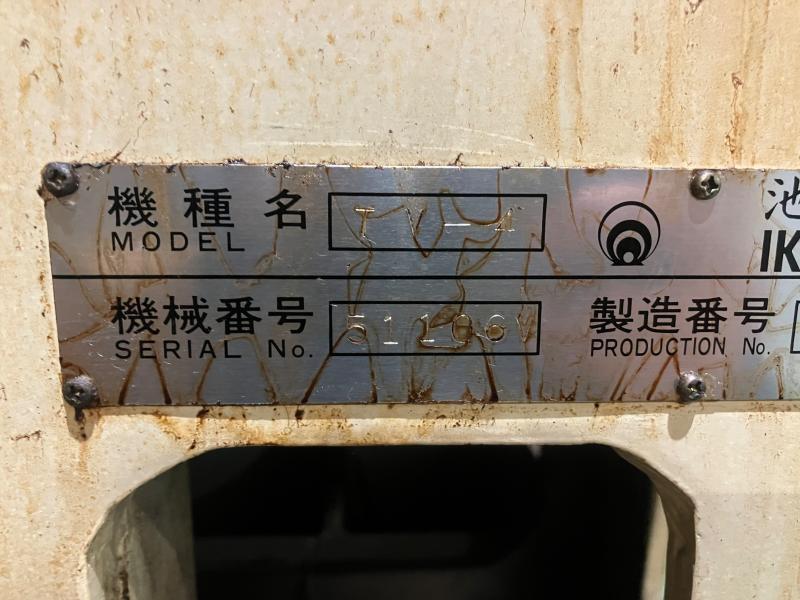 機種名 TV-4 池
MODEL IK
機械番号 51106V 製造番号
SERIAL No. PRODUCTION No.